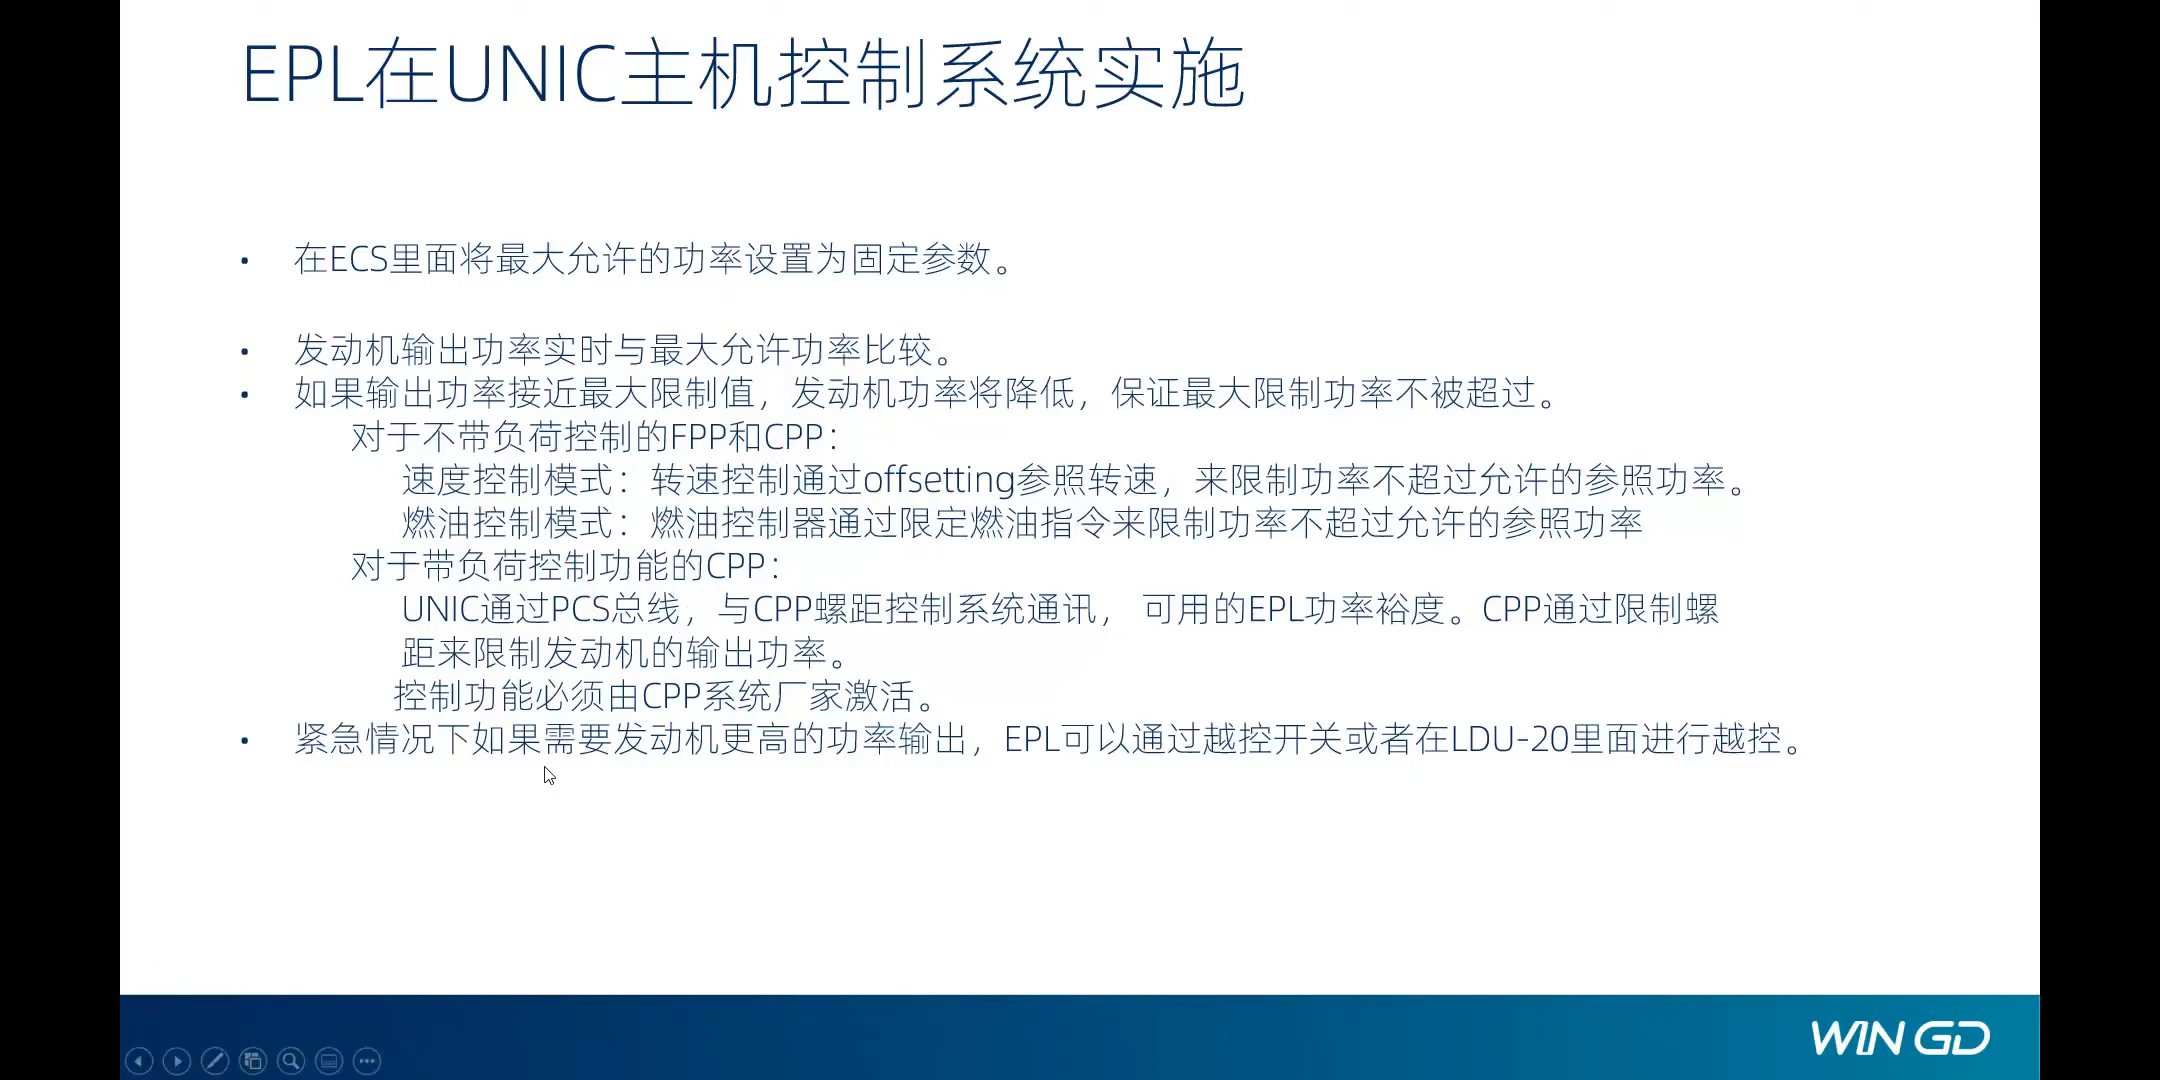 EPL在UNIC主机控制系统实施
• 在ECS里面将最大允许的功率设置为固定参数。
• 发动机输出功率实时与最大允许功率比较。
• 如果输出功率接近最大限制值，发动机功率将降低，保证最大限制功率不被超过。
对于不带负荷控制的FPP和CPP：
速度控制模式：转速控制通过offsetting参照转速，来限制功率不超过允许的参照功率。
燃油控制模式：燃油控制器通过限定燃油指令来限制功率不超过允许的参照功率
对于带负荷控制功能的CPP：
UNIC通过PCS总线，与CPP螺距控制系统通讯， 可用的EPL功率裕度。CPP通过限制螺
距来限制发动机的输出功率。
控制功能必须由CPP系统厂家激活。
• 紧急情况下如果需要发动机更高的功率输出，EPL可以通过越控开关或者在LDU-20里面进行越控。
WIN GD